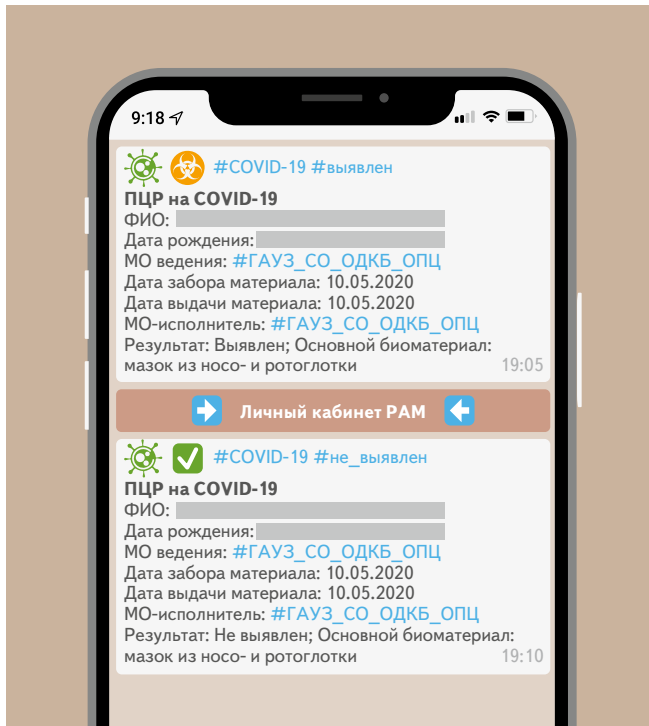 9:18
#COVID-19 #выявлен
ПЦР на COVID-19
ФИО:
Дата рождения:
МО ведения: #ГАУЗ_СО_ОДКБ_ОПЦ
Дата забора материала: 10.05.2020
Дата выдачи материала: 10.05.2020
МО-исполнитель: #ГАУЗ_СО_ОДКБ_ОПЦ
Результат: Выявлен; Основной биоматериал:
мазок из носо- и ротоглотки 19:05
Личный кабинет РАМ
#COVID-19 #не_выявлен
ПЦР на COVID-19
ФИО:
Дата рождения:
МО ведения: #ГАУЗ_СО_ОДКБ_ОПЦ
Дата забора материала: 10.05.2020
Дата выдачи материала: 10.05.2020
МО-исполнитель: #ГАУЗ_СО_ОДКБ_ОПЦ
Результат: Не выявлен; Основной биоматериал:
мазок из носо- и ротоглотки 19:10